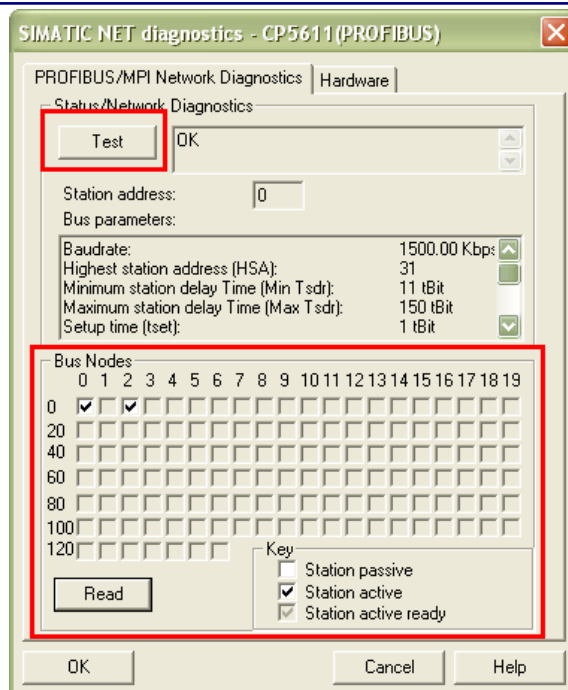 SIMATIC NET diagnostics - CP5611(PROFIBUS)
PROFIBUS/MPI Network Diagnostics Hardware
Status/Network Diagnostics
Test OK
Station address: 0
Bus parameters:
Baudrate: 1500.00 Kbps
Highest station address (HSA): 31
Minimum station delay Time (Min Tsdr): 11 tBit
Maximum station delay Time (Max Tsdr): 150 tBit
Setup time (tset): 1 tBit
Bus Nodes
0 1 2 3 4 5 6 7 8 9 10 11 12 13 14 15 16 17 18 19
0
20
40
60
80
100
120
Key
Station passive
Read Station active
Station active ready
OK Cancel Help